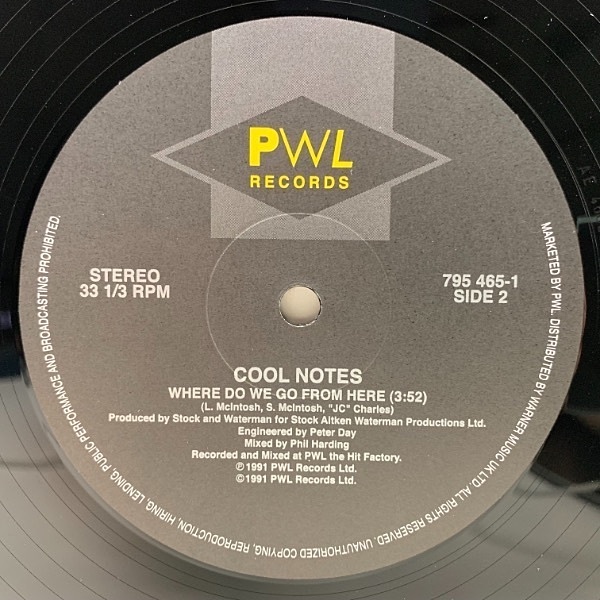 PWL
RECORDS
STEREO
33 1/3 RPM
795 465-1
SIDE 2
COOL NOTES
WHERE DO WE GO FROM HERE (3:52)
(L. McIntosh, S. McIntosh, "JC" Charles)
Produced by Stock and Waterman for Stock Aitken Waterman Productions Ltd.
Engineered by Peter Day
Mixed by Phil Harding
Recorded and Mixed at PWL the Hit Factory.
Ⓟ1991 PWL Records Ltd.
©1991 PWL Records Ltd.
MARKETED BY PWL. DISTRIBUTED BY WARNER MUSIC UK LTD. ALL RIGHTS RESERVED. UNAUTHORIZED COPYING, REPRODUCTION, HIRING, LENDING, PUBLIC PERFORMANCE AND BROADCASTING PROHIBITED.